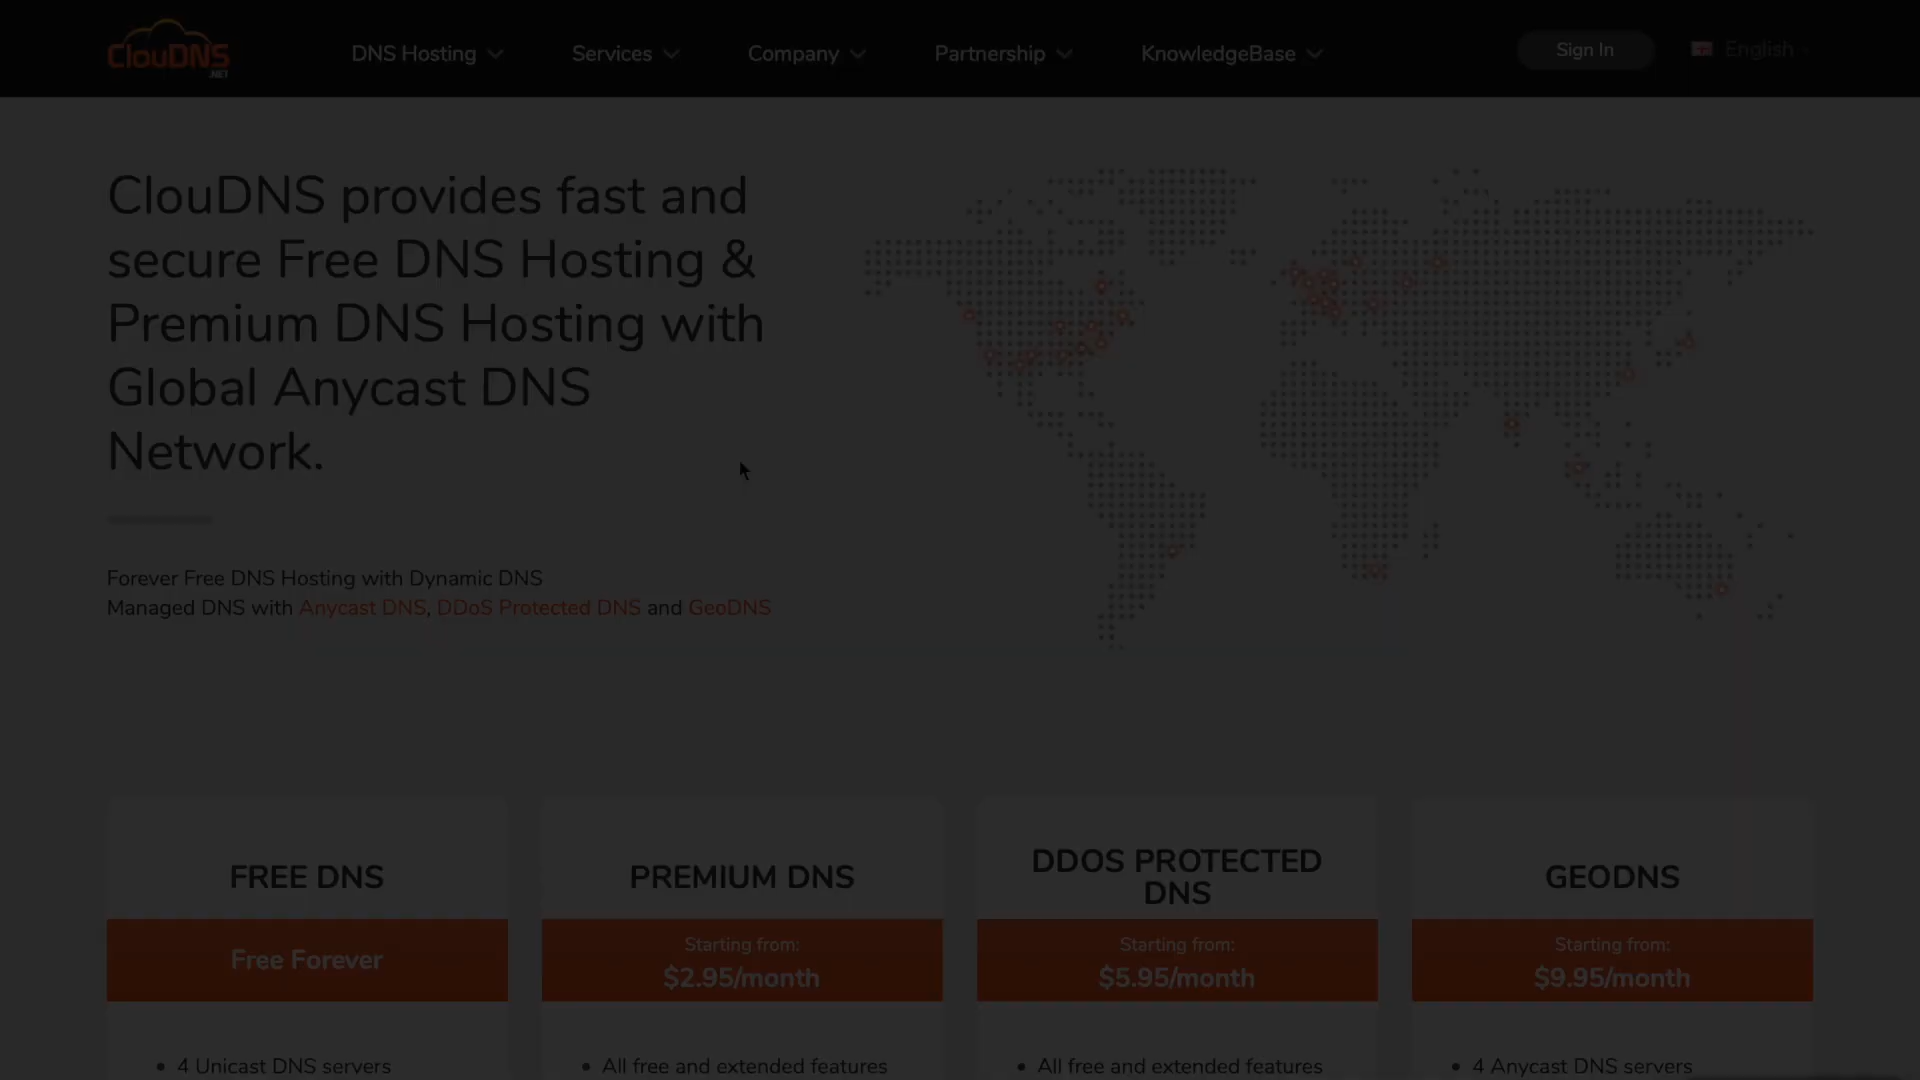 ClouDNS
.NET
DNS Hosting
Services
Company
Partnership
KnowledgeBase
Sign In
English
ClouDNS provides fast and
secure Free DNS Hosting &
Premium DNS Hosting with
Global Anycast DNS
Network.
Forever Free DNS Hosting with Dynamic DNS
Managed DNS with Anycast DNS, DDoS Protected DNS and GeoDNS
FREE DNS
Free Forever
• 4 Unicast DNS servers
PREMIUM DNS
Starting from:
$2.95/month
• All free and extended features
DDOS PROTECTED
DNS
Starting from:
$5.95/month
• All free and extended features
GEODNS
Starting from:
$9.95/month
• 4 Anycast DNS servers